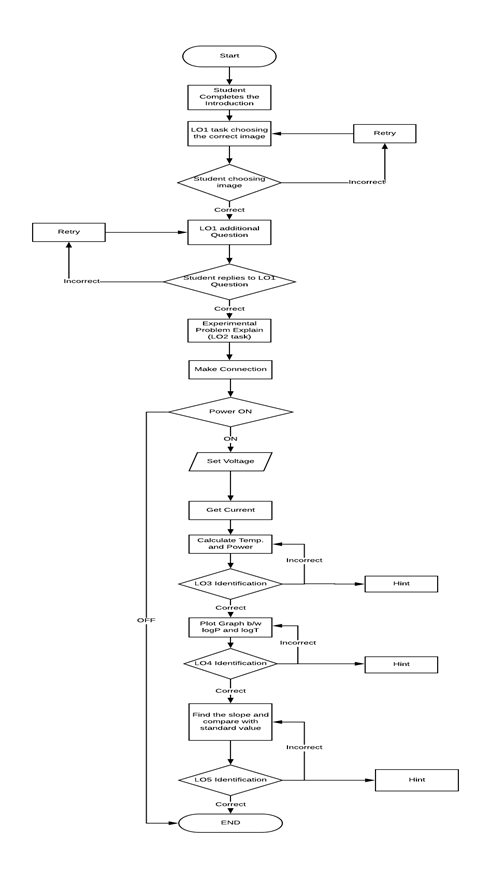 Start
Student
Completes the
Introduction
LO1 task choosing
the correct image
Retry
Student choosing
image
Incorrect
Correct
Retry
LO1 additional
Question
Student replies to LO1
Question
Incorrect
Correct
Experimental
Problem Explain
(LO2 task)
Make Connection
Power ON
ON
Set Voltage
Get Current
Calculate Temp.
and Power
Incorrect
LO3 Identification
Hint
Correct
OFF
Plot Graph b/w
logP and logT
Incorrect
LO4 Identification
Hint
Correct
Find the slope and
compare with
standard value
Incorrect
LO5 Identification
Hint
Correct
END